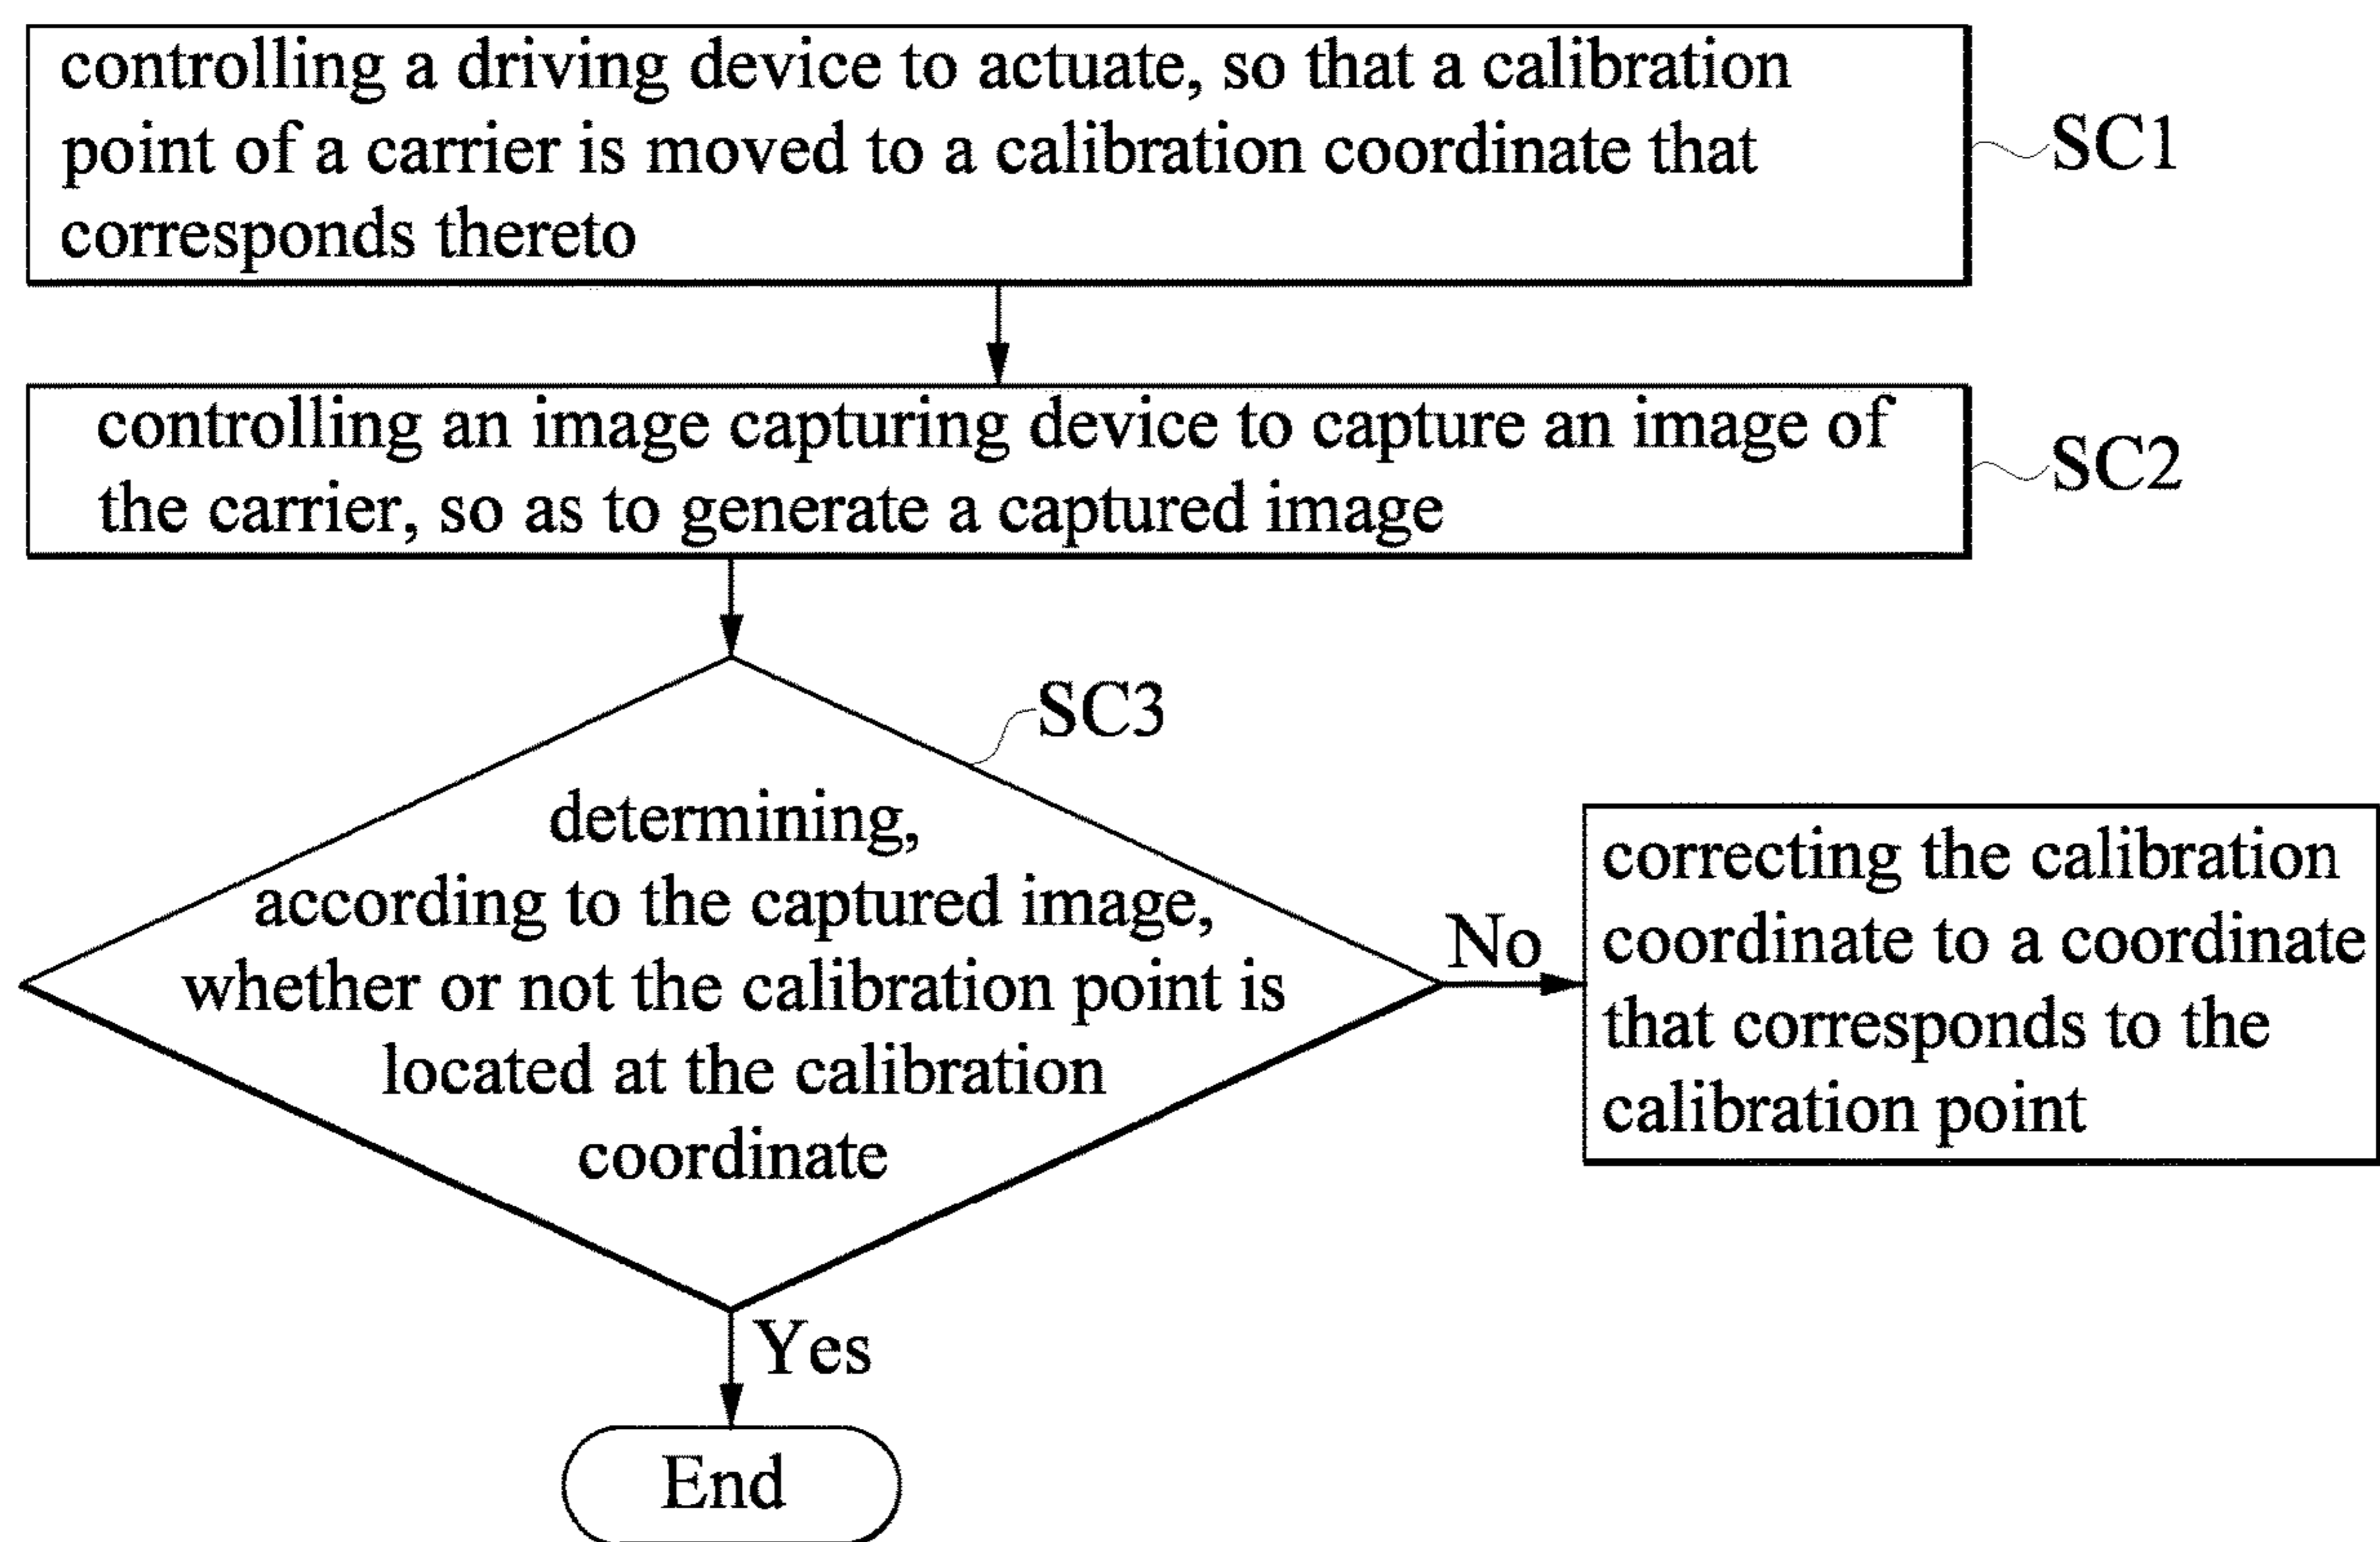 controlling a driving device to actuate, so that a calibration
point of a carrier is moved to a calibration coordinate that
corresponds thereto
SC1
controlling an image capturing device to capture an image of
the carrier, so as to generate a captured image
SC2
SC3
determining,
according to the captured image,
whether or not the calibration point is
located at the calibration
coordinate
No
correcting the calibration
coordinate to a coordinate
that corresponds to the
calibration point
Yes
End